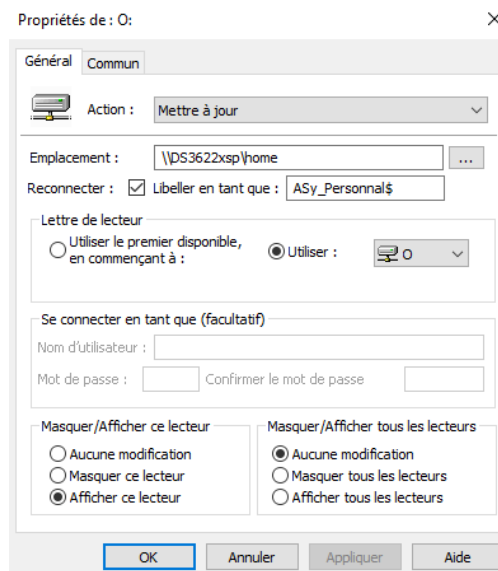 Propriétés de : O:
Général
Commun
Action :
Mettre à jour
Emplacement :
\\DS3622xsp\home
...
Reconnecter :
Libeller en tant que :
ASy_Personnal$
Lettre de lecteur
Utiliser le premier disponible,
en commençant à :
Utiliser :
O
Se connecter en tant que (facultatif)
Nom d'utilisateur :
Mot de passe :
Confirmer le mot de passe
Masquer/Afficher ce lecteur
Aucune modification
Masquer ce lecteur
Afficher ce lecteur
Masquer/Afficher tous les lecteurs
Aucune modification
Masquer tous les lecteurs
Afficher tous les lecteurs
OK
Annuler
Appliquer
Aide